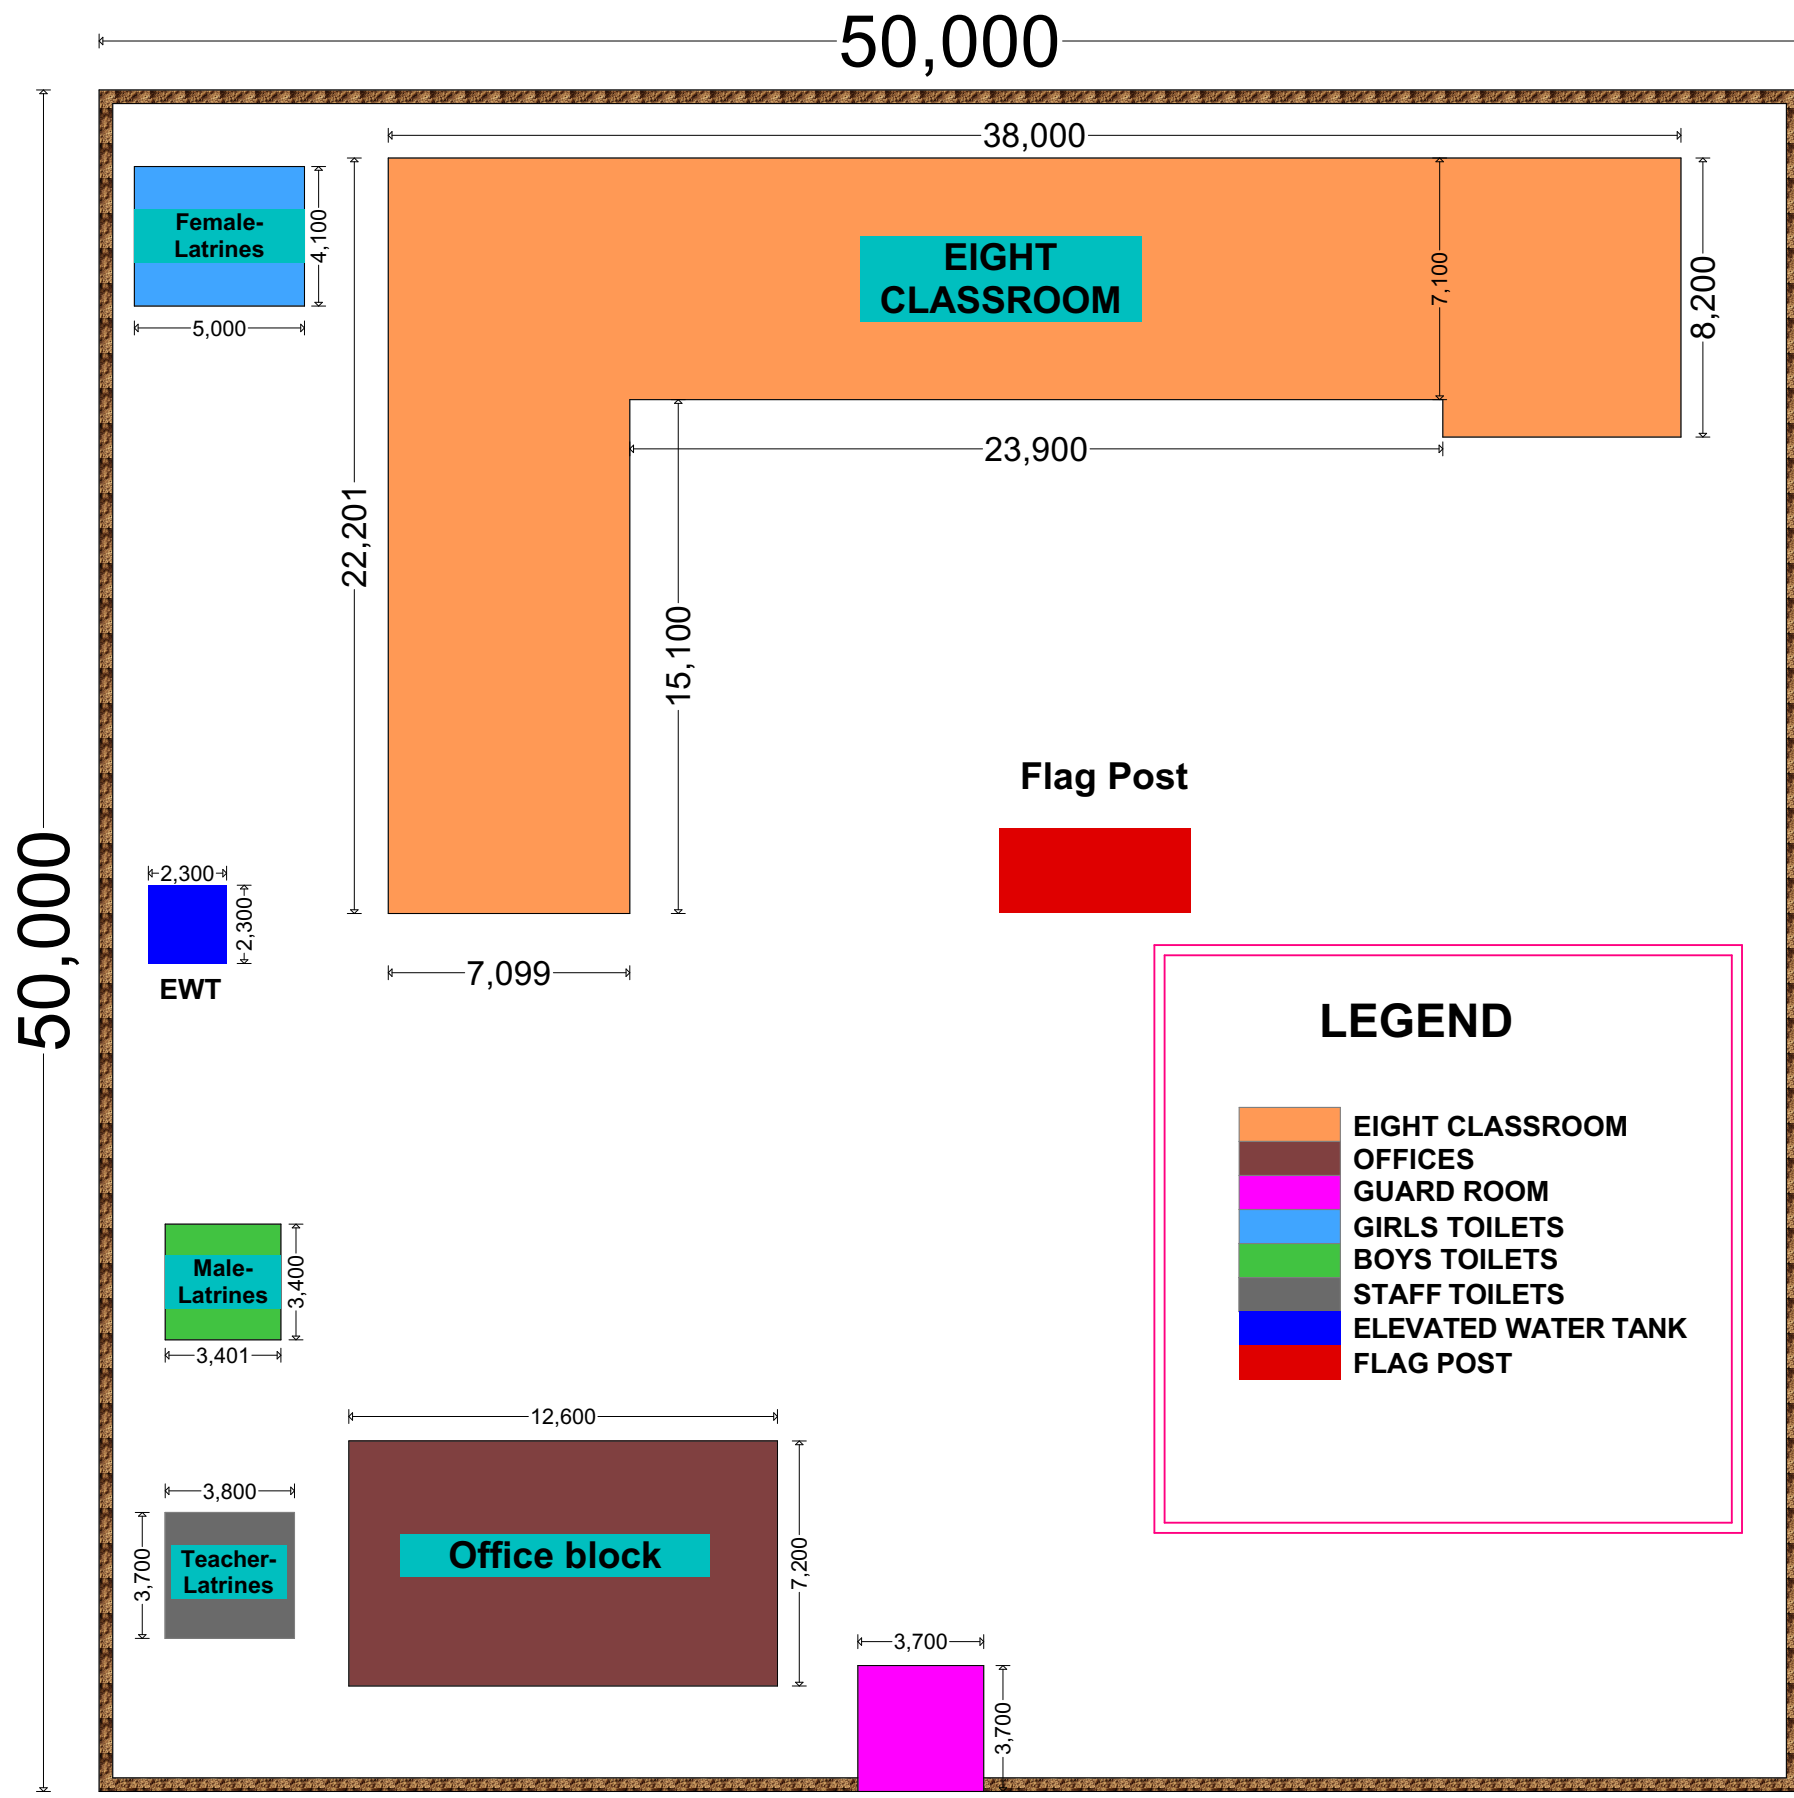 50,000
38,000
Female-
Latrines
4,100
5,000
EIGHT
CLASSROOM
7,100
8,200
23,900
22,201
15,100
Flag Post
50,000
2,300
2,300
EWT
7,099
LEGEND
EIGHT CLASSROOM
OFFICES
GUARD ROOM
GIRLS TOILETS
BOYS TOILETS
STAFF TOILETS
ELEVATED WATER TANK
FLAG POST
Male-
Latrines
3,400
3,401
12,600
3,800
Teacher-
Latrines
3,700
Office block
7,200
3,700
3,700